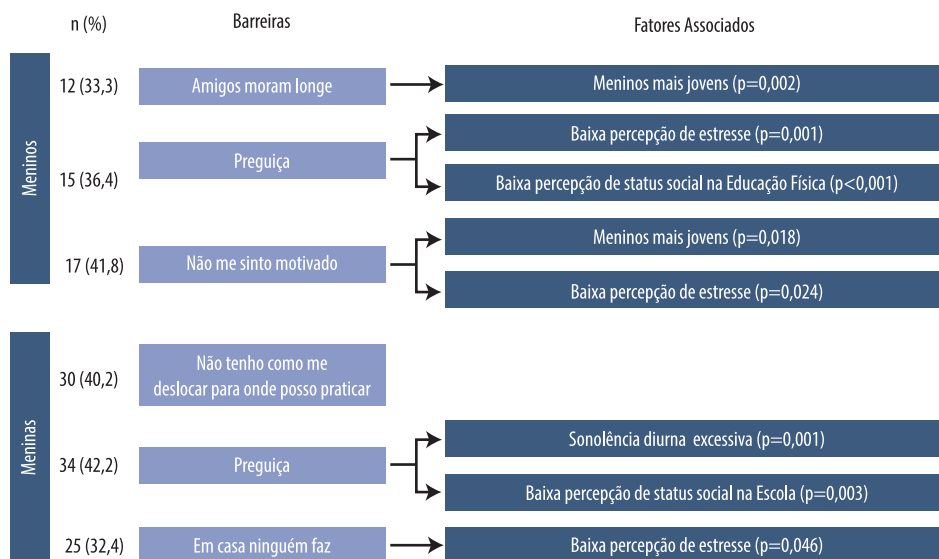 n (%)
Barreiras
Fatores Associados
Meninos
12 (33,3)
Amigos moram longe
Meninos mais jovens (p=0,002)
15 (36,4)
Preguiça
Baixa percepção de estresse (p=0,001)
Baixa percepção de status social na Educação Física (p<0,001)
17 (41,8)
Não me sinto motivado
Meninos mais jovens (p=0,018)
Baixa percepção de estresse (p=0,024)
Meninas
30 (40,2)
Não tenho como me
deslocar para onde posso praticar
34 (42,2)
Preguiça
Sonolência diurna excessiva (p=0,001)
Baixa percepção de status social na Escola (p=0,003)
25 (32,4)
Em casa ninguém faz
Baixa percepção de estresse (p=0,046)